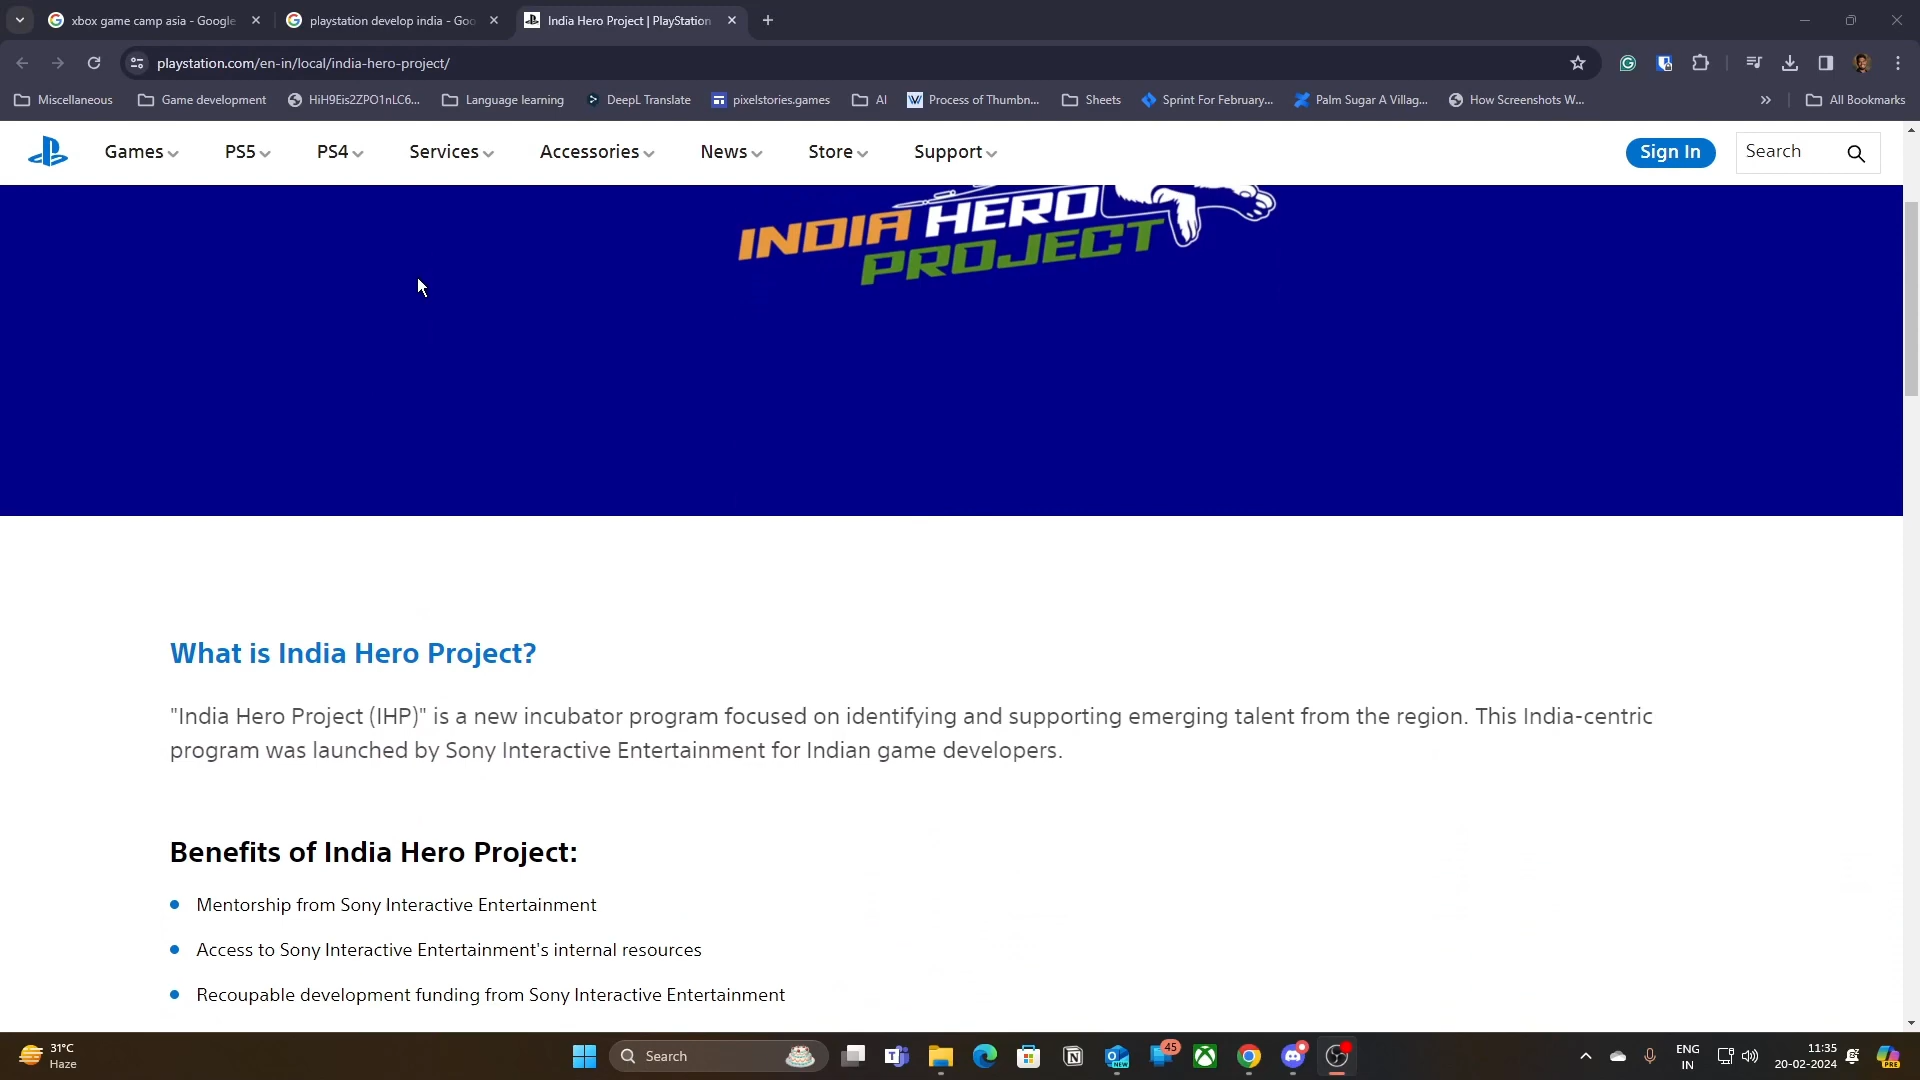 xbox game camp asia - Google
playstation develop india - Goo
India Hero Project | PlayStation
playstation.com/en-in/local/india-hero-project/
Miscellaneous
Game development
HiH9Eis2ZPO1nLC6...
Language learning
DeepL Translate
pixelstories.games
AI
Process of Thumbn...
Sheets
Sprint For February...
Palm Sugar A Villag...
How Screenshots W...
All Bookmarks
Games
PS5
PS4
Services
Accessories
News
Store
Support
Sign In
Search
INDIA HERO
PROJECT
What is India Hero Project?
"India Hero Project (IHP)" is a new incubator program focused on identifying and supporting emerging talent from the region. This India-centric
program was launched by Sony Interactive Entertainment for Indian game developers.
Benefits of India Hero Project:
Mentorship from Sony Interactive Entertainment
Access to Sony Interactive Entertainment's internal resources
Recoupable development funding from Sony Interactive Entertainment
31°C
Haze
Search
NEW
45
ENG
IN
11:35
20-02-2024
PRE